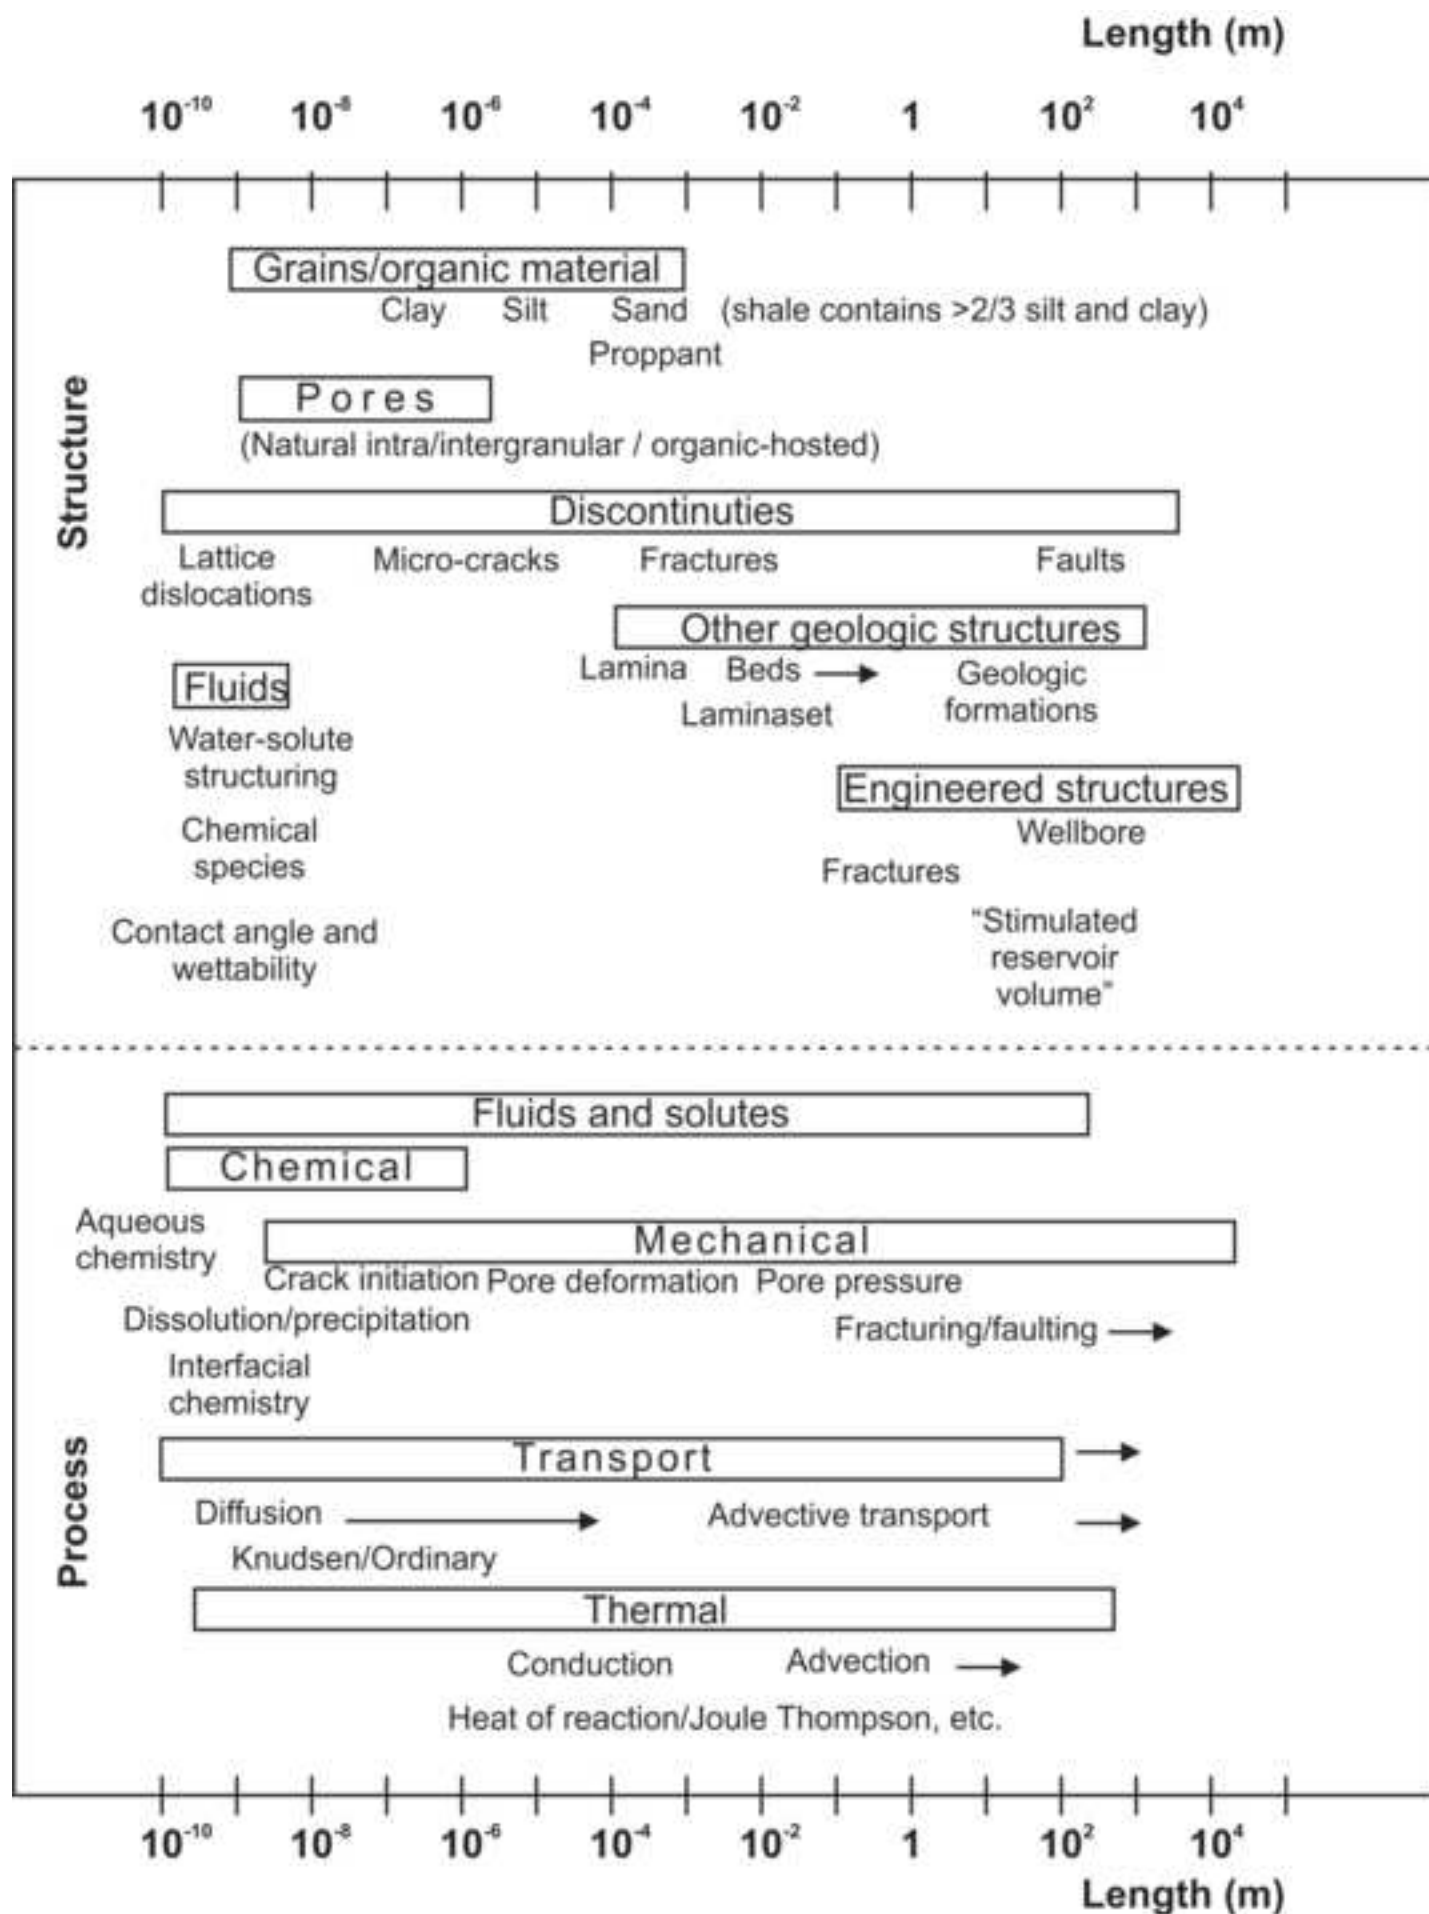 Length (m)
10⁻¹⁰ 10⁻⁸ 10⁻⁶ 10⁻⁴ 10⁻² 1 10² 10⁴
Structure
Grains/organic material
Clay Silt Sand (shale contains >2/3 silt and clay)
Proppant
Pores
(Natural intra/intergranular / organic-hosted)
Discontinuties
Lattice
dislocations
Micro-cracks Fractures Faults
Other geologic structures
Lamina Beds
Laminaset
Geologic
formations
Fluids
Water-solute
structuring
Chemical
species
Contact angle and
wettability
Engineered structures
Wellbore
Fractures
“Stimulated
reservoir
volume”
Process
Fluids and solutes
Chemical
Aqueous
chemistry
Mechanical
Crack initiation Pore deformation Pore pressure
Dissolution/precipitation
Fracturing/faulting
Interfacial
chemistry
Transport
Diffusion Advective transport
Knudsen/Ordinary
Thermal
Conduction Advection
Heat of reaction/Joule Thompson, etc.
10⁻¹⁰ 10⁻⁸ 10⁻⁶ 10⁻⁴ 10⁻² 1 10² 10⁴
Length (m)